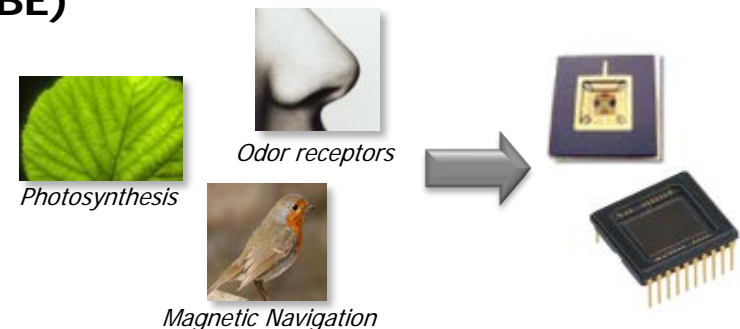 BE)
Odor receptors
Photosynthesis
Magnetic Navigation